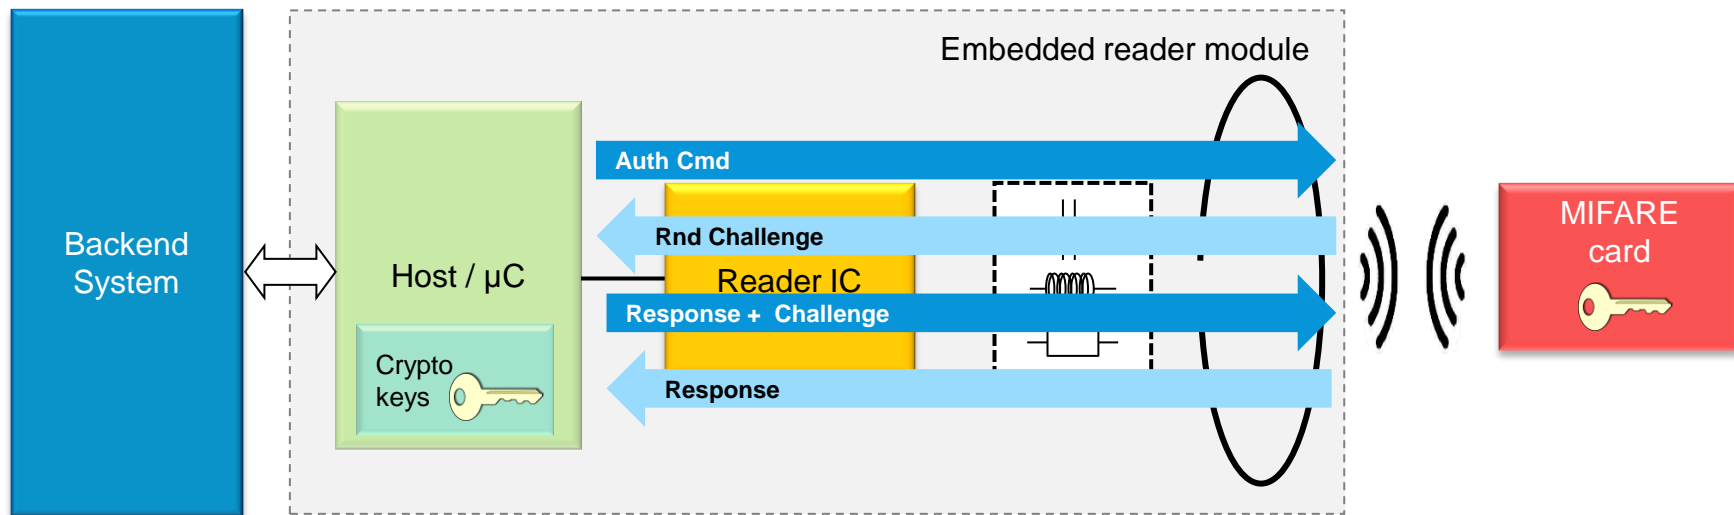 Embedded reader module
Backend
System
Host / µC
Crypto
keys
Auth Cmd
Rnd Challenge
Reader IC
Response +  Challenge
Response
MIFARE
card